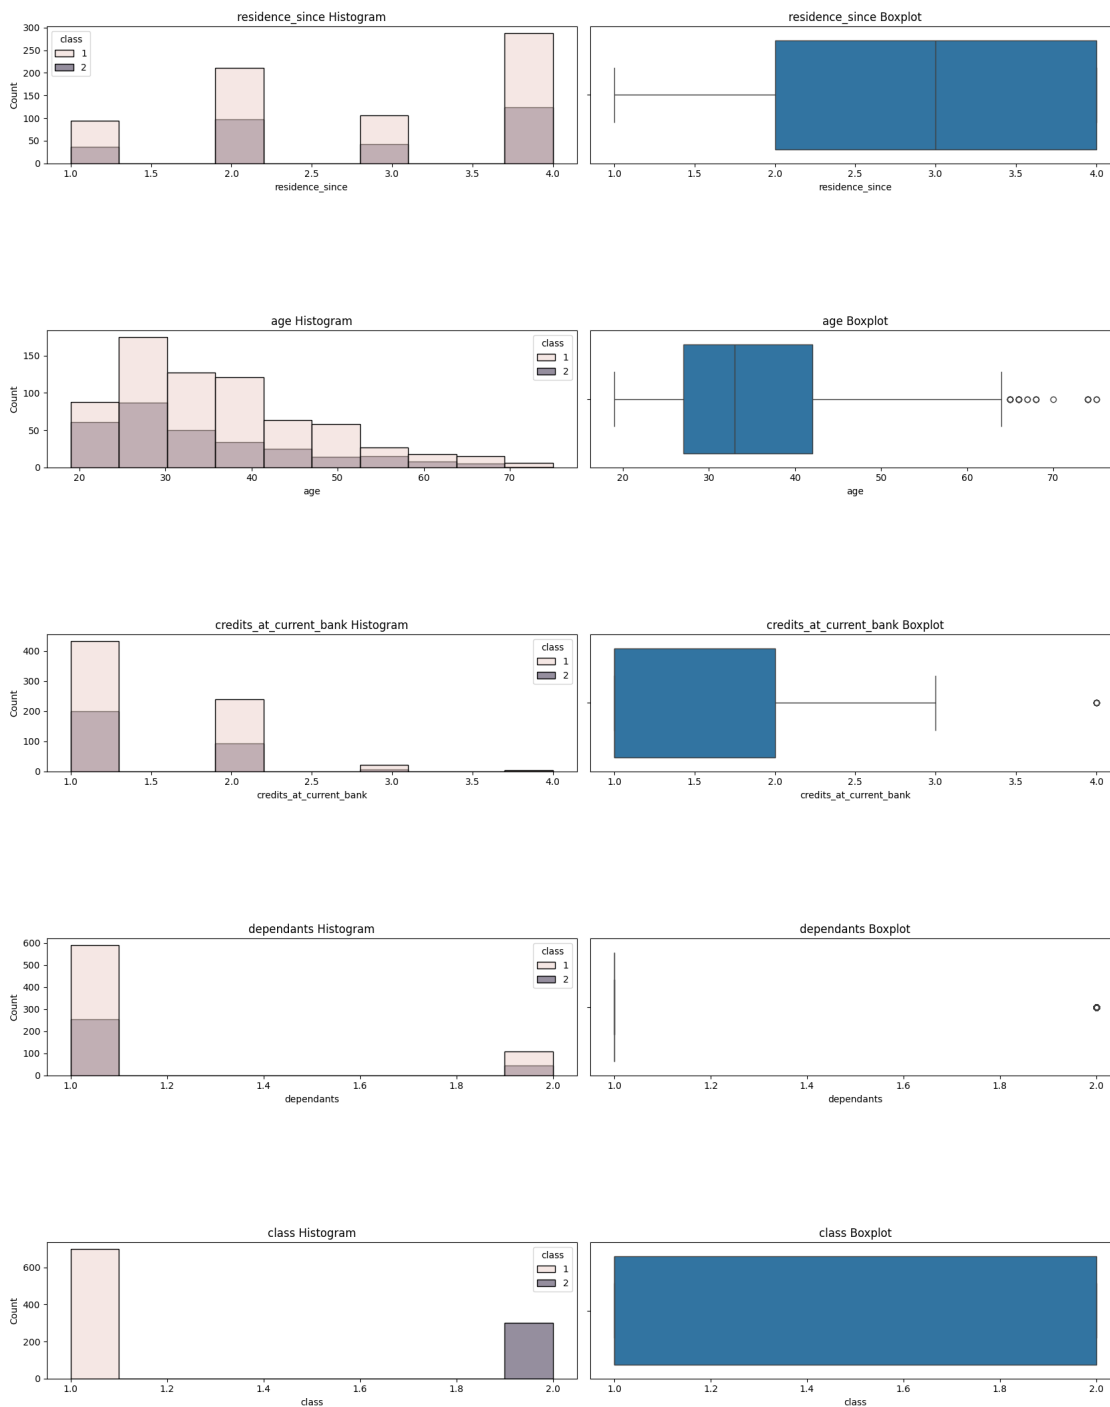 residence_since Histogram
residence_since Boxplot
300
250
200
150
100
50
0
Count
class
1
2
1.0 1.5 2.0 2.5 3.0 3.5 4.0
residence_since
1.0 1.5 2.0 2.5 3.0 3.5 4.0
residence_since
age Histogram
age Boxplot
150
100
50
0
Count
class
1
2
20 30 40 50 60 70
age
20 30 40 50 60 70
age
credits_at_current_bank Histogram
credits_at_current_bank Boxplot
400
300
200
100
0
Count
class
1
2
1.0 1.5 2.0 2.5 3.0 3.5 4.0
credits_at_current_bank
1.0 1.5 2.0 2.5 3.0 3.5 4.0
credits_at_current_bank
dependants Histogram
dependants Boxplot
600
500
400
300
200
100
0
Count
class
1
2
1.0 1.2 1.4 1.6 1.8 2.0
dependants
1.0 1.2 1.4 1.6 1.8 2.0
dependants
class Histogram
class Boxplot
600
400
200
0
Count
class
1
2
1.0 1.2 1.4 1.6 1.8 2.0
class
1.0 1.2 1.4 1.6 1.8 2.0
class